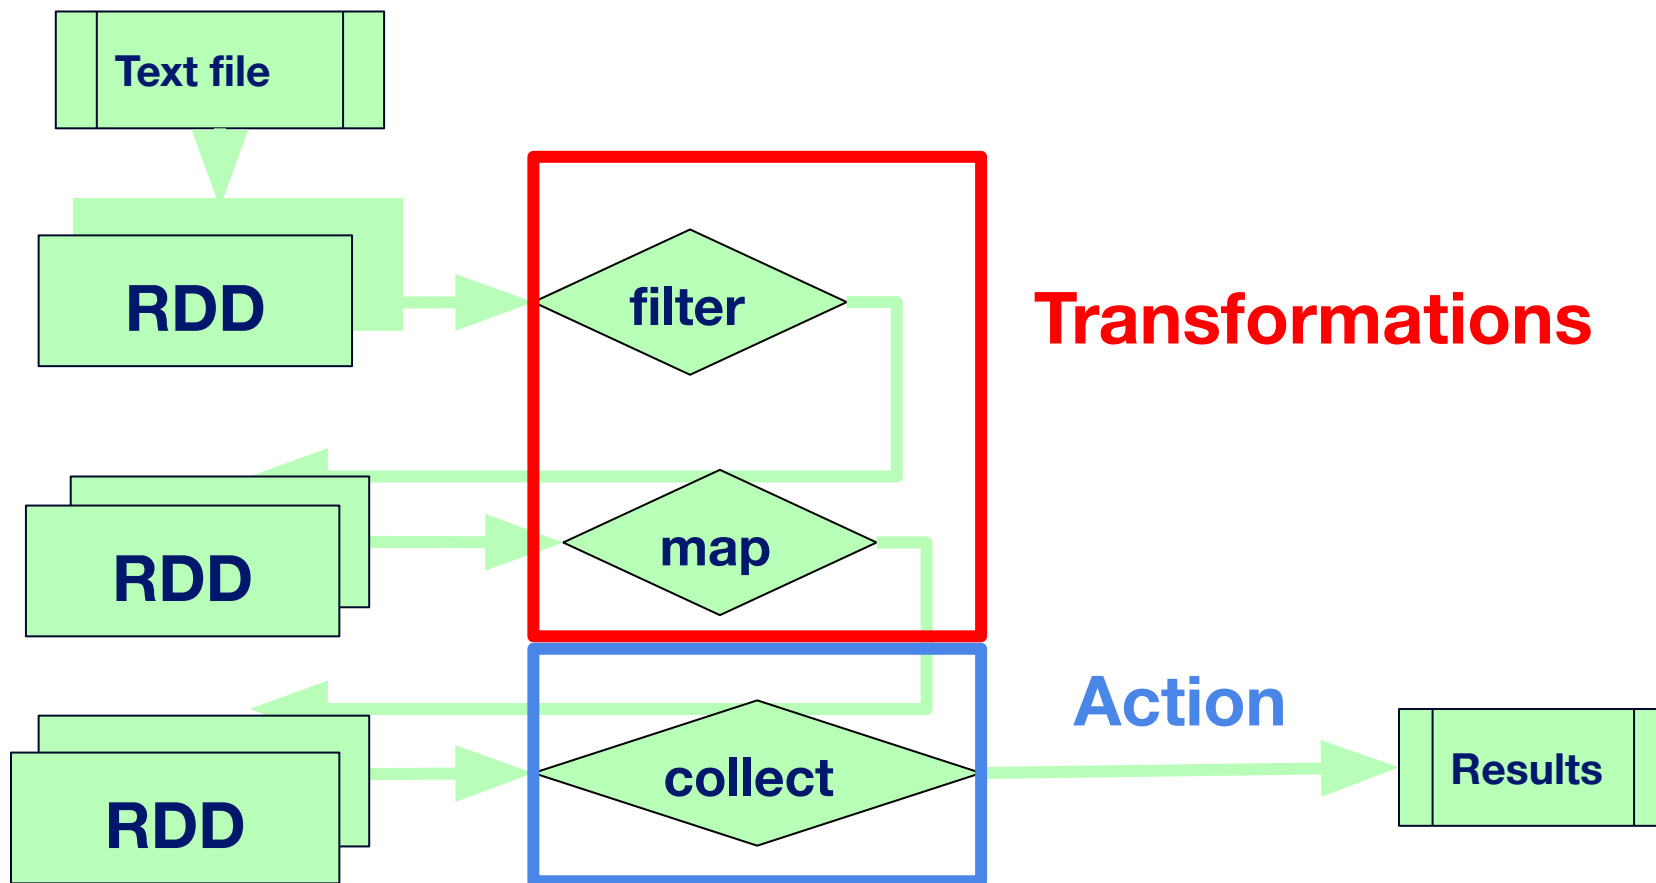 Text file
RDD
filter
Transformations
RDD
map
Action
RDD
collect
Results